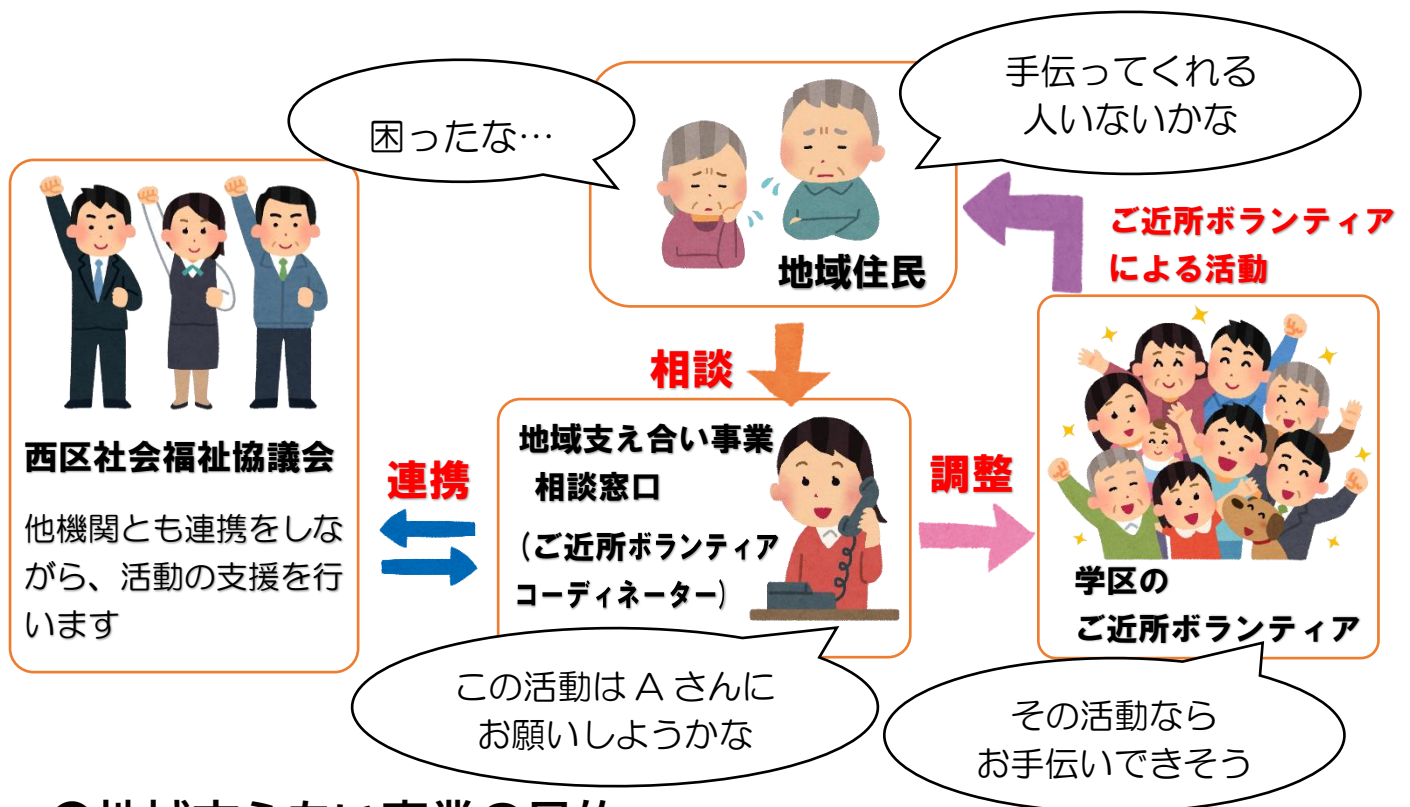 困ったな…
手伝ってくれる
人いないかな
地域住民
ご近所ボランティア
による活動
相談
西区社会福祉協議会
他機関とも連携をしな
がら、活動の支援を行
います
連携
地域支え合い事業
相談窓口
(ご近所ボランティア
コーディネーター)
調整
学区の
ご近所ボランティア
この活動は A さんに
お願いしようかな
その活動なら
お手伝いできそう